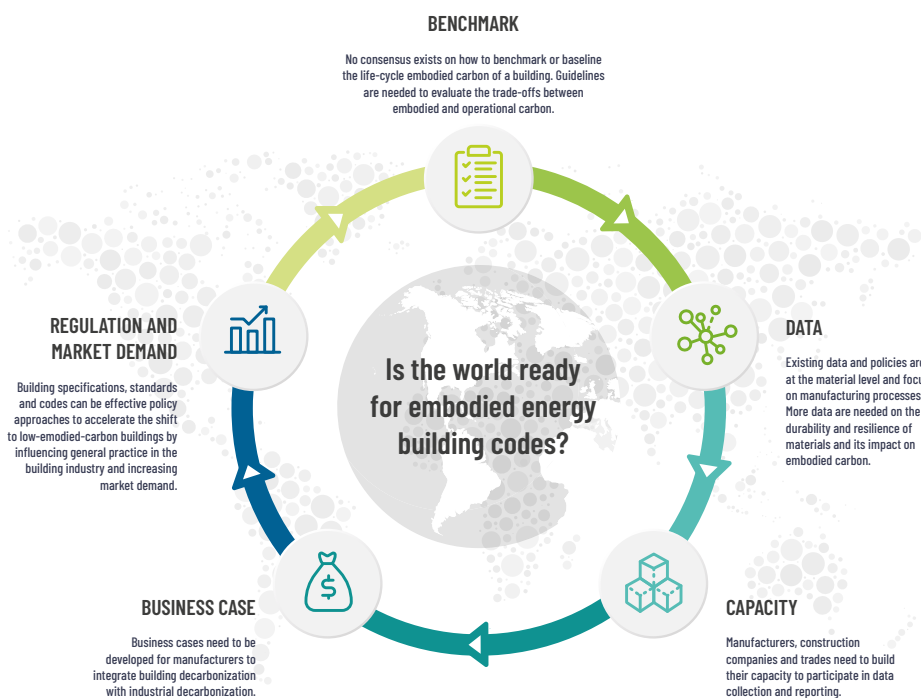 BENCHMARK
No consensus exists on how to benchmark or baseline
the life-cycle embodied carbon of a building. Guidelines
are needed to evaluate the trade-offs between
embodied and operational carbon.
DATA
Existing data and policies are
at the material level and focu
on manufacturing processes
More data are needed on the
durability and resilience of
materials and its impact on
embodied carbon.
CAPACITY
Manufacturers, construction
companies and trades need to build
their capacity to participate in data
collection and reporting.
BUSINESS CASE
Business cases need to be
developed for manufacturers to
integrate building decarbonization
with industrial decarbonization.
REGULATION AND
MARKET DEMAND
Building specifications, standards
and codes can be effective policy
approaches to accelerate the shift
to low-emodied-carbon buildings by
influencing general practice in the
building industry and increasing
market demand.
Is the world ready
for embodied energy
building codes?
$